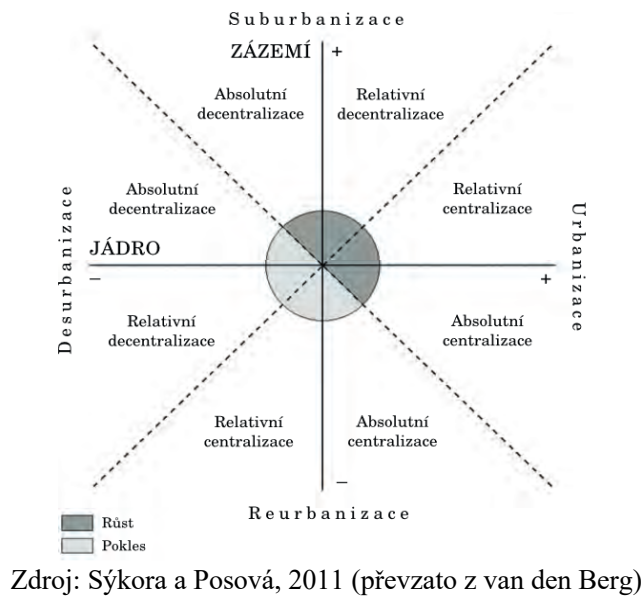 Suburbanizace
ZÁZEMÍ +
Absolutní
decentralizace
Relativní
decentralizace
Absolutní
decentralizace
Relativní
centralizace
Desurbanizace
Urbanizace
JÁDRO
–
+
Relativní
decentralizace
Absolutní
centralizace
Relativní
centralizace
Absolutní
centralizace
–
Reurbanizace
Růst
Pokles
Zdroj: Sýkora a Posová, 2011 (převzato z van den Berg)